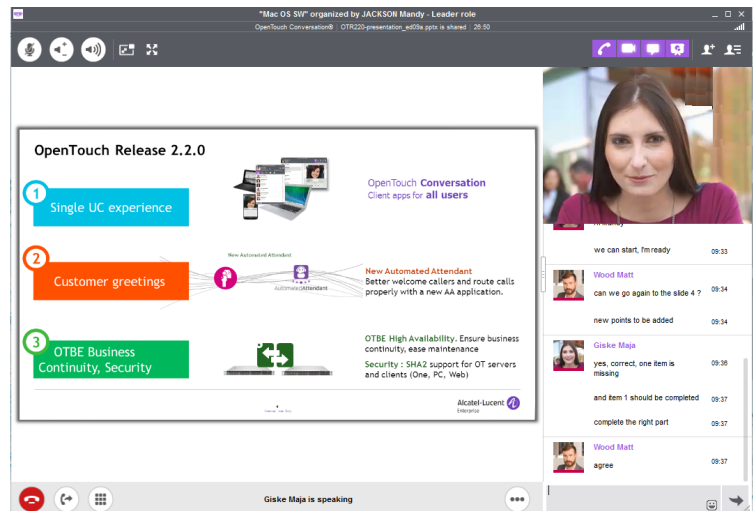 "Mac OS SW" organized by JACKSON Mandy - Leader role
OpenTouch Conversation® OTR220-presentation_ed09a.pptx is shared 26:50
OpenTouch Release 2.2.0
1
Single UC experience
OpenTouch Conversation
Client apps for all users
2
Customer greetings
New Automated Attendant
AutomatedAttendant
New Automated Attendant
Better welcome callers and route calls
properly with a new AA application.
3
OTBE Business
Continuity, Security
OTBE High Availability. Ensure business
continuity, ease maintenance
Security : SHA2 support for OT servers
and clients (One, PC, Web)
Alcatel-Lucent
Enterprise
we can start, I'm ready 09:33
Wood Matt
can we go again to the slide 4 ? 09:34
new points to be added 09:34
Giske Maja
yes, correct, one item is 09:36
missing
and item 1 should be completed 09:37
complete the right part 09:37
Wood Matt
agree 09:37
Giske Maja is speaking